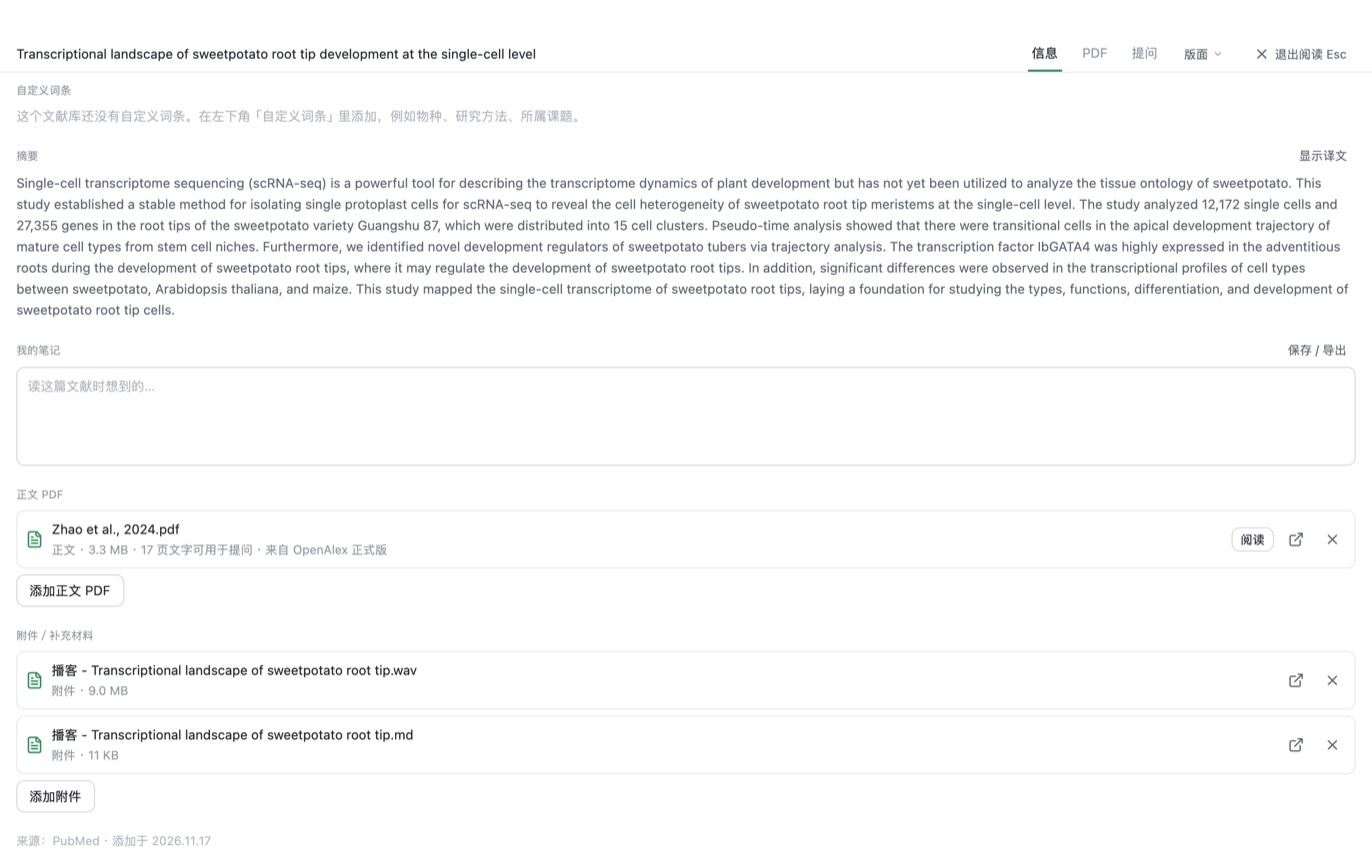 Transcriptional landscape of sweetpotato root tip development at the single-cell level
信息 PDF 提问 版面 退出阅读 Esc
自定义词条
这个文献库还没有自定义词条。在左下角「自定义词条」里添加，例如物种、研究方法、所属课题。
摘要 显示译文
Single-cell transcriptome sequencing (scRNA-seq) is a powerful tool for describing the transcriptome dynamics of plant development but has not yet been utilized to analyze the tissue ontology of sweetpotato. This
study established a stable method for isolating single protoplast cells for scRNA-seq to reveal the cell heterogeneity of sweetpotato root tip meristems at the single-cell level. The study analyzed 12,172 single cells and
27,355 genes in the root tips of the sweetpotato variety Guangshu 87, which were distributed into 15 cell clusters. Pseudo-time analysis showed that there were transitional cells in the apical development trajectory of
mature cell types from stem cell niches. Furthermore, we identified novel development regulators of sweetpotato tubers via trajectory analysis. The transcription factor IbGATA4 was highly expressed in the adventitious
roots during the development of sweetpotato root tips, where it may regulate the development of sweetpotato root tips. In addition, significant differences were observed in the transcriptional profiles of cell types
between sweetpotato, Arabidopsis thaliana, and maize. This study mapped the single-cell transcriptome of sweetpotato root tips, laying a foundation for studying the types, functions, differentiation, and development of
sweetpotato root tip cells.
我的笔记 保存 / 导出
读这篇文献时想到的...
正文 PDF
Zhao et al., 2024.pdf
正文 · 3.3 MB · 17 页文字可用于提问 · 来自 OpenAlex 正式版
阅读
添加正文 PDF
附件 / 补充材料
播客 - Transcriptional landscape of sweetpotato root tip.wav
附件 · 9.0 MB
播客 - Transcriptional landscape of sweetpotato root tip.md
附件 · 11 KB
添加附件
来源：PubMed · 添加于 2026.11.17